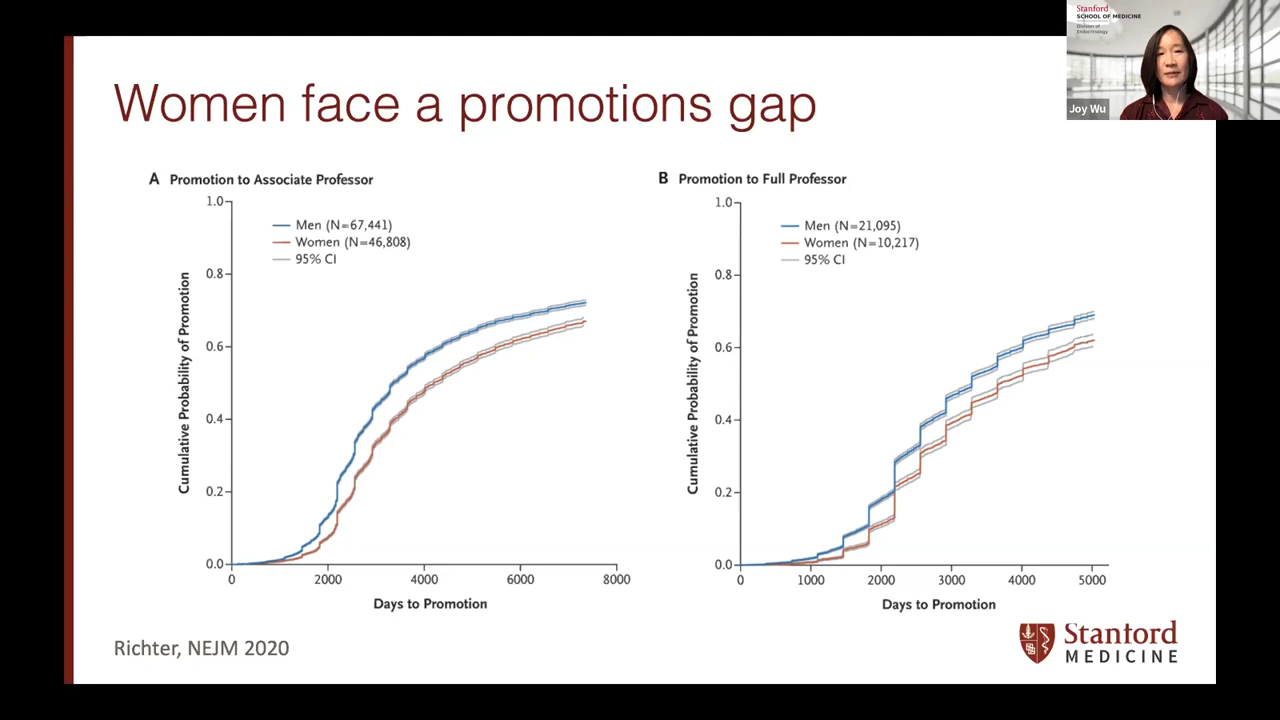 Stanford
SCHOOL OF MEDICINE
Division of
Endocrinology
Joy Wu
Women face a promotions gap
A Promotion to Associate Professor
Cumulative Probability of Promotion
1.0
0.8
0.6
0.4
0.2
0.0
Men (N=67,441)
Women (N=46,808)
95% CI
0 2000 4000 6000 8000
Days to Promotion
B Promotion to Full Professor
Cumulative Probability of Promotion
1.0
0.8
0.6
0.4
0.2
0.0
Men (N=21,095)
Women (N=10,217)
95% CI
0 1000 2000 3000 4000 5000
Days to Promotion
Richter, NEJM 2020
Stanford
MEDICINE